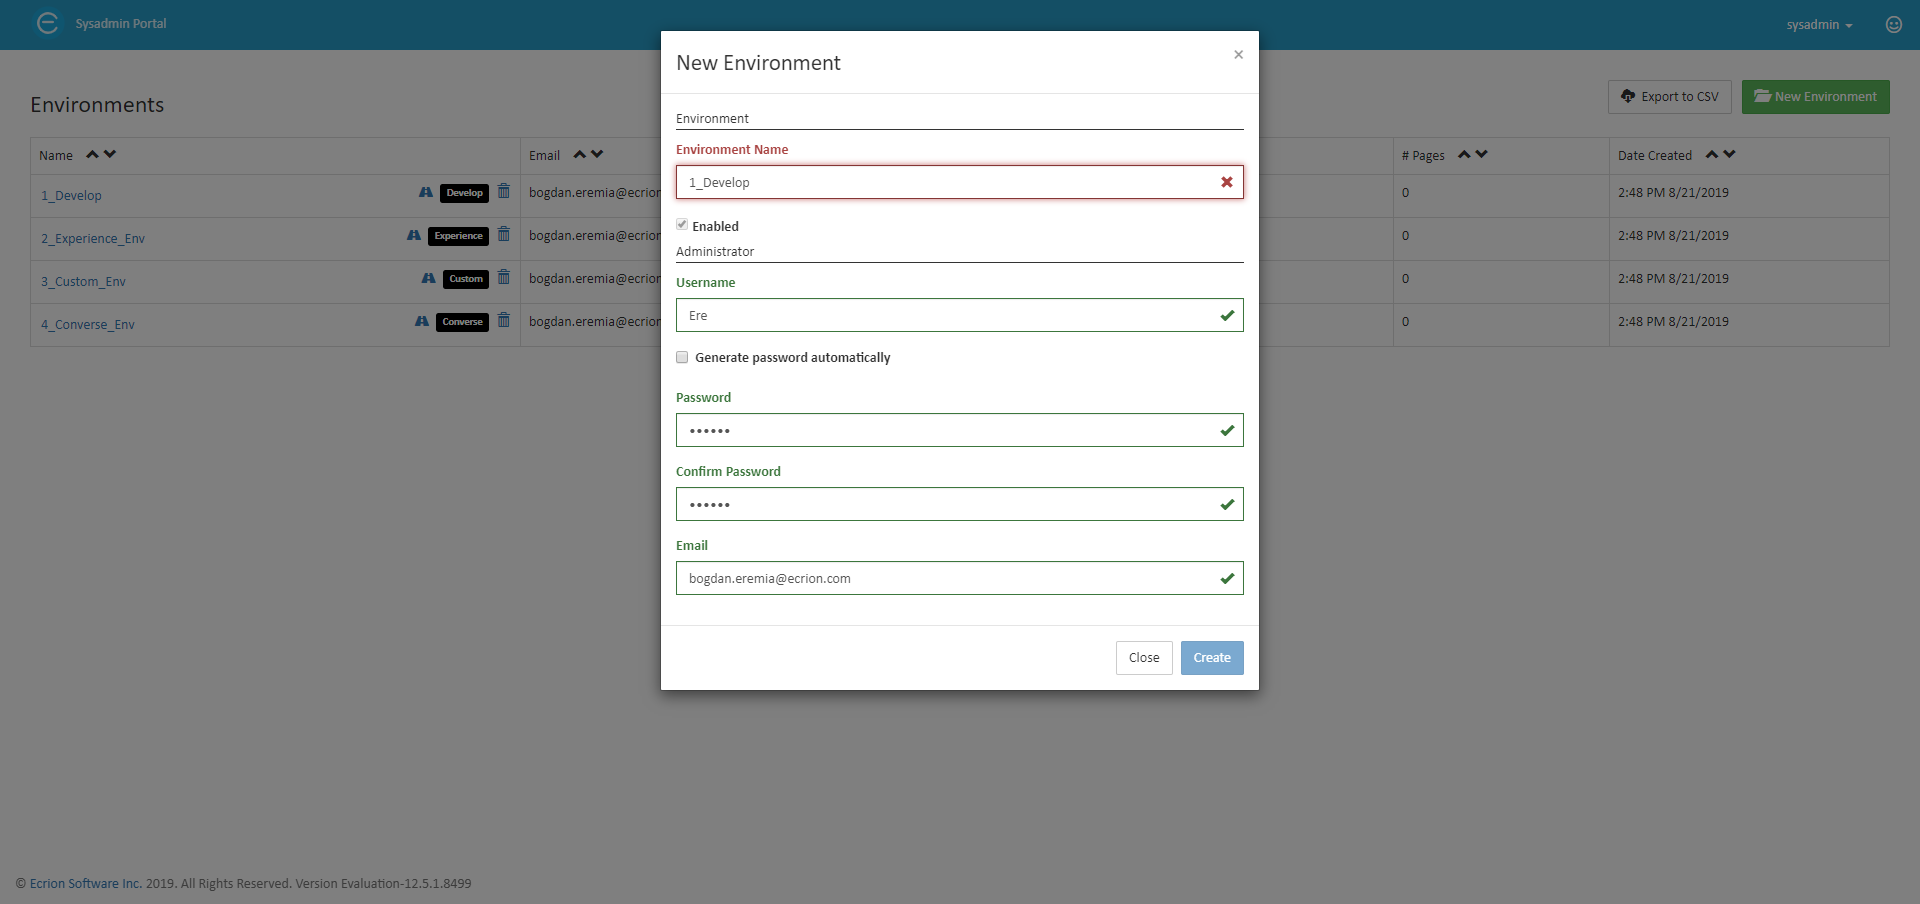 Sysadmin Portal
sysadmin
New Environment
×
Environments
Export to CSV
New Environment
Name
Email
# Pages
Date Created
1_Develop
Develop
bogdan.eremia@ecrion
0
2:48 PM 8/21/2019
2_Experience_Env
Experience
bogdan.eremia@ecrion
0
2:48 PM 8/21/2019
3_Custom_Env
Custom
bogdan.eremia@ecrion
0
2:48 PM 8/21/2019
4_Converse_Env
Converse
bogdan.eremia@ecrion
0
2:48 PM 8/21/2019
Environment
Environment Name
1_Develop
Enabled
Administrator
Username
Ere
Generate password automatically
Password
••••••
Confirm Password
••••••
Email
bogdan.eremia@ecrion.com
Close
Create
© Ecrion Software Inc. 2019. All Rights Reserved. Version Evaluation-12.5.1.8499